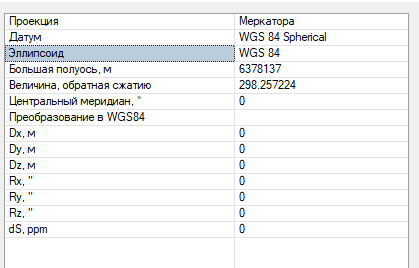 Проекция Меркатора
Датум WGS 84 Spherical
Эллипсоид WGS 84
Большая полуось, м 6378137
Величина, обратная сжатию 298.257224
Центральный меридиан, ° 0
Преобразование в WGS84
Dx, м 0
Dy, м 0
Dz, м 0
Rx, " 0
Ry, " 0
Rz, " 0
dS, ppm 0